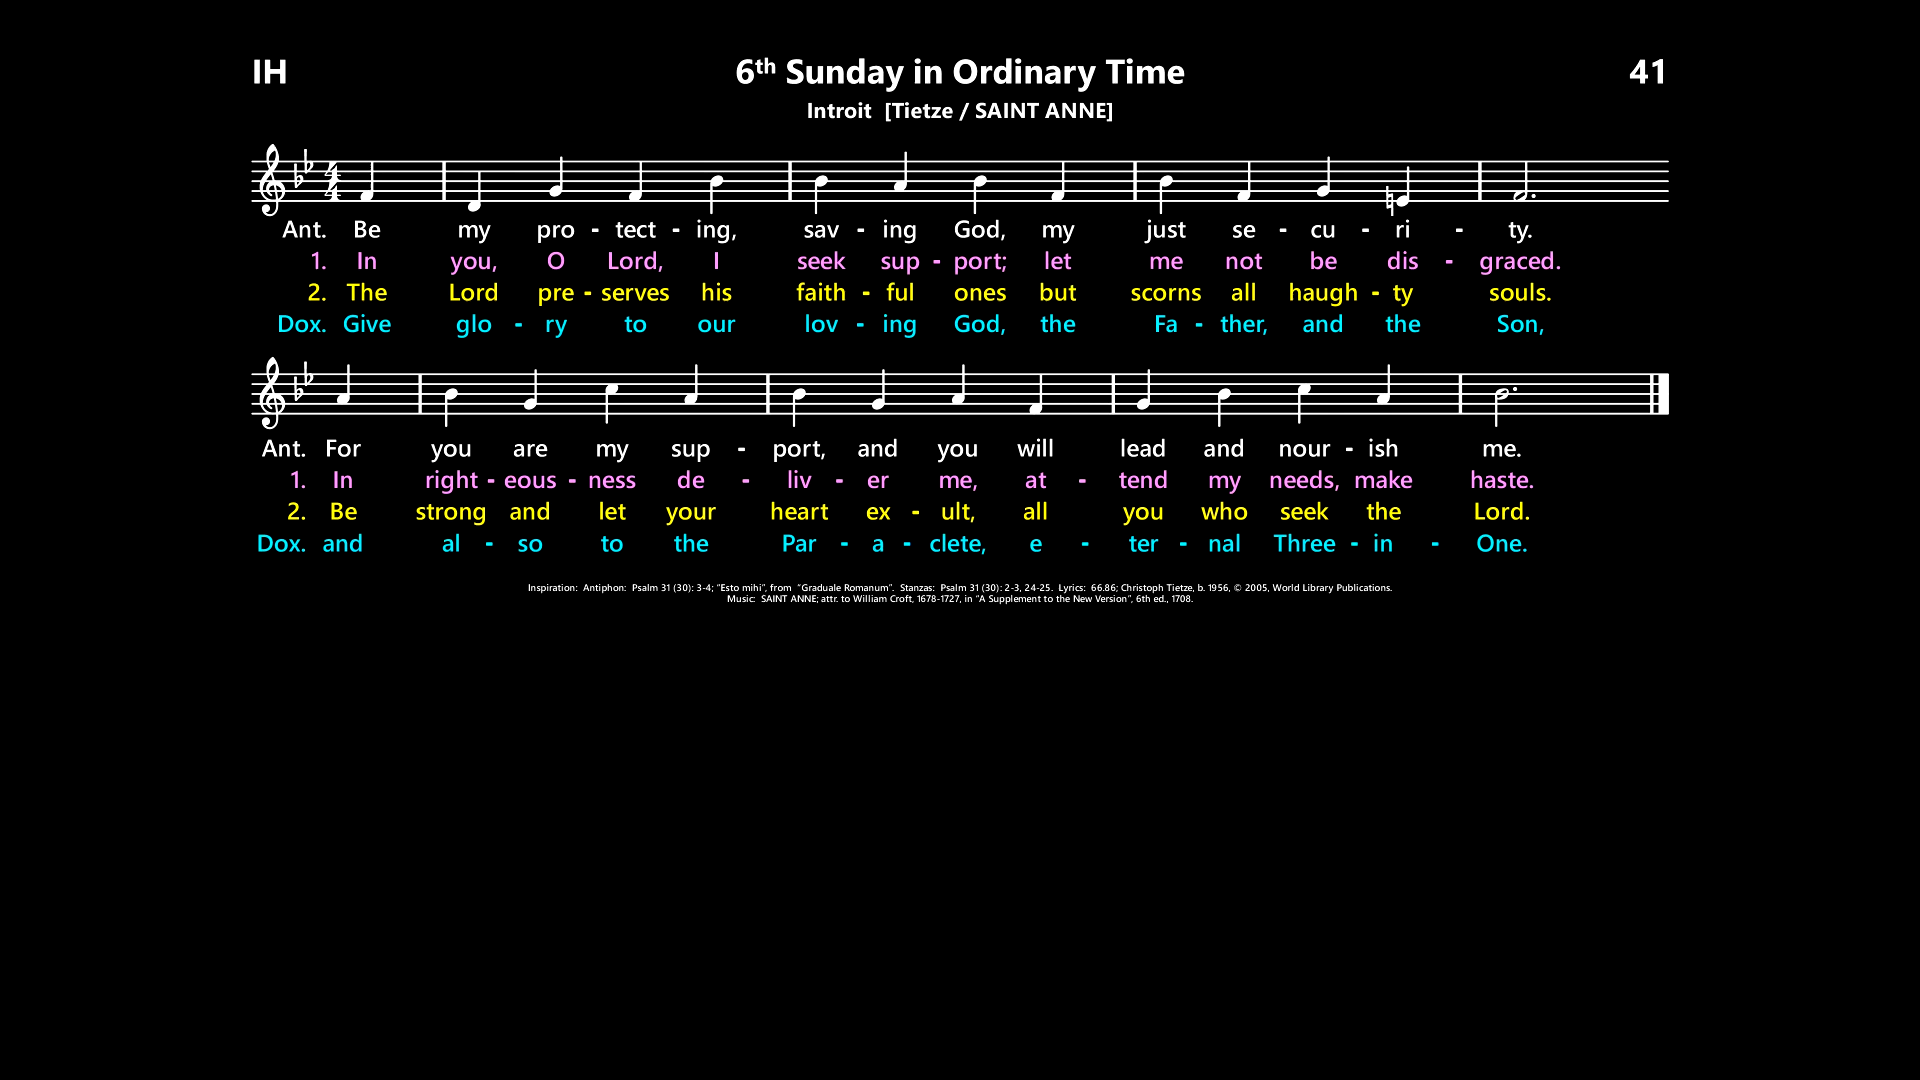 IH 6th Sunday in Ordinary Time 41
Introit [Tietze / SAINT ANNE]
Ant. Be my pro - tect - ing, sav - ing God, my just se - cu - ri - ty.
1. In you, O Lord, I seek sup - port; let me not be dis - graced.
2. The Lord pre - serves his faith - ful ones but scorns all haugh - ty souls.
Dox. Give glo - ry to our lov - ing God, the Fa - ther, and the Son,
Ant. For you are my sup - port, and you will lead and nour - ish me.
1. In right - eous - ness de - liv - er me, at - tend my needs, make haste.
2. Be strong and let your heart ex - ult, all you who seek the Lord.
Dox. and al - so to the Par - a - clete, e - ter - nal Three - in - One.
Inspiration: Antiphon: Psalm 31 (30): 3-4; “Esto mihi”, from “Graduale Romanum”. Stanzas: Psalm 31 (30): 2-3, 24-25. Lyrics: 66.86; Christoph Tietze, b. 1956, © 2005, World Library Publications.
Music: SAINT ANNE; attr. to William Croft, 1678-1727, in “A Supplement to the New Version”, 6th ed., 1708.